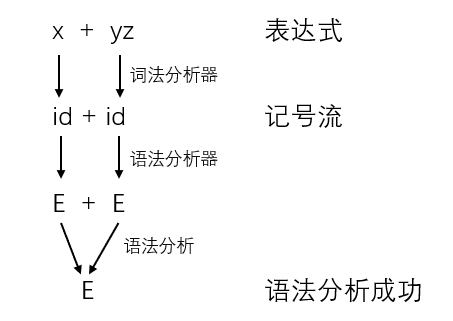 x + yz 表达式
词法分析器
id + id 记号流
语法分析器
E + E
语法分析
E 语法分析成功